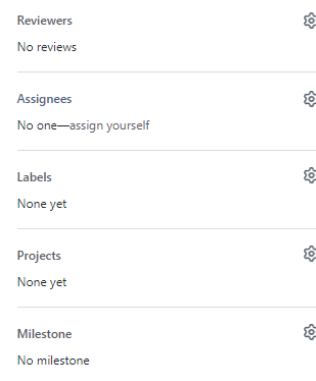 Reviewers
No reviews
Assignees
No one—assign yourself
Labels
None yet
Projects
None yet
Milestone
No milestone